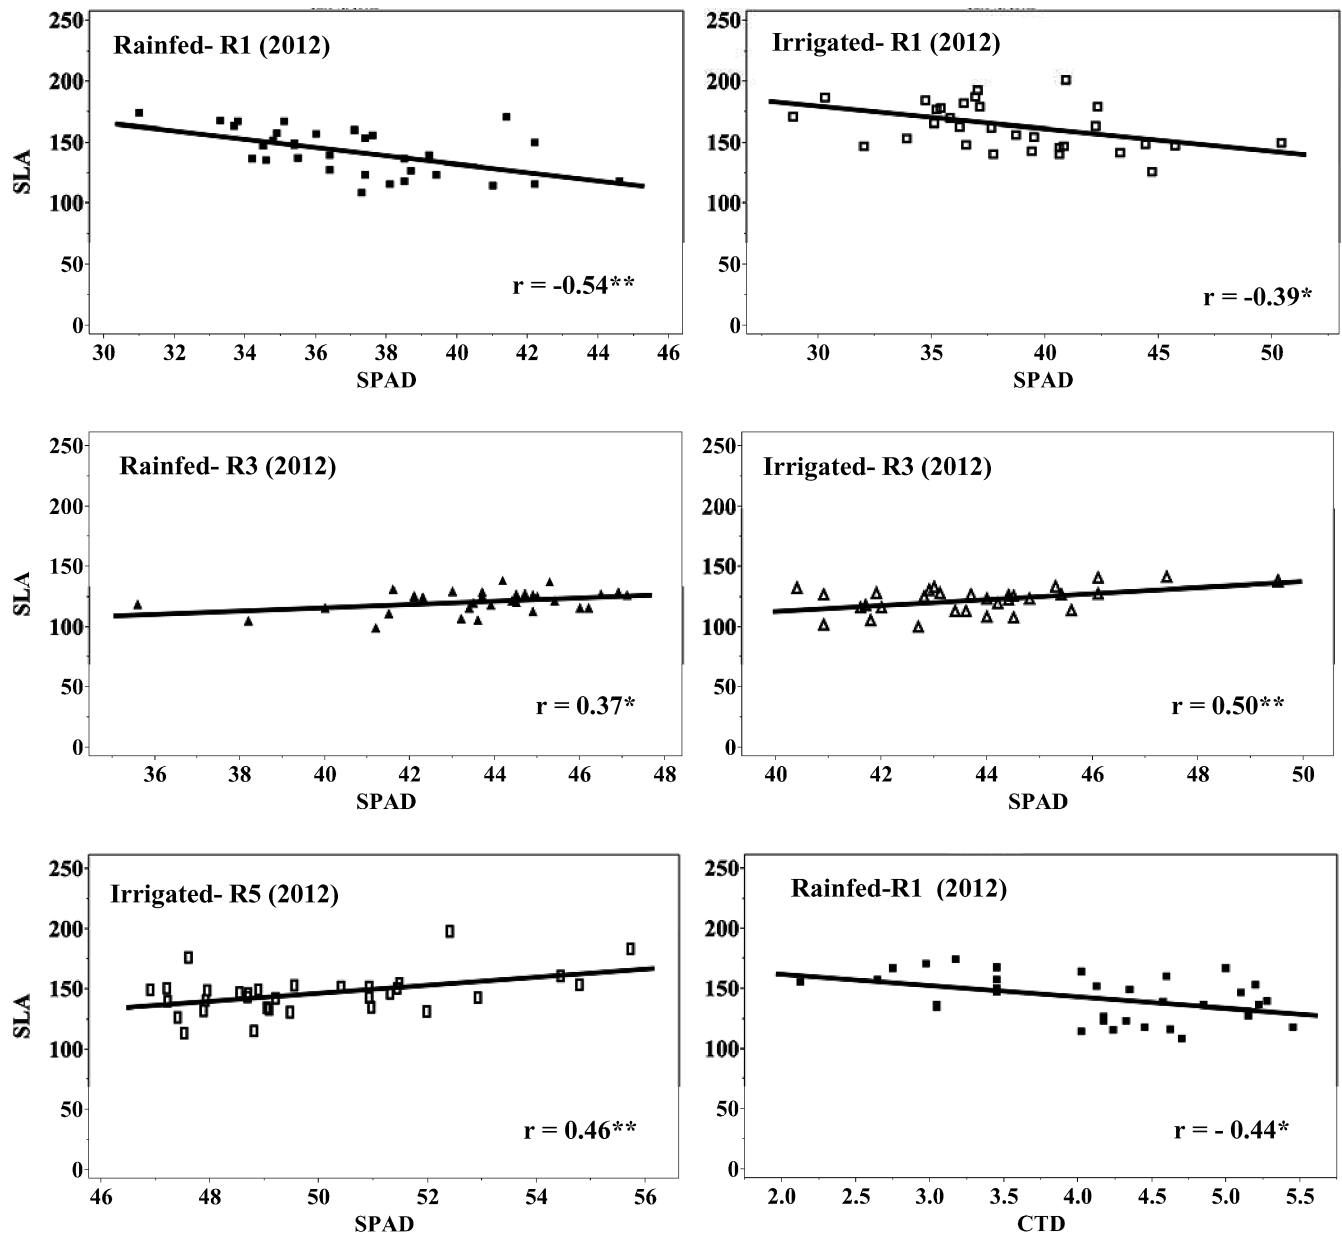 Rainfed- R1 (2012)
250
200
150
100
50
0
SLA
r = -0.54**
30 32 34 36 38 40 42 44 46
SPAD
Irrigated- R1 (2012)
250
200
150
100
50
0
r = -0.39*
30 35 40 45 50
SPAD
Rainfed- R3 (2012)
250
200
150
100
50
0
SLA
r = 0.37*
36 38 40 42 44 46 48
SPAD
Irrigated- R3 (2012)
250
200
150
100
50
0
r = 0.50**
40 42 44 46 48 50
SPAD
Irrigated- R5 (2012)
250
200
150
100
50
0
SLA
r = 0.46**
46 48 50 52 54 56
SPAD
Rainfed-R1 (2012)
250
200
150
100
50
0
r = - 0.44*
2.0 2.5 3.0 3.5 4.0 4.5 5.0 5.5
CTD